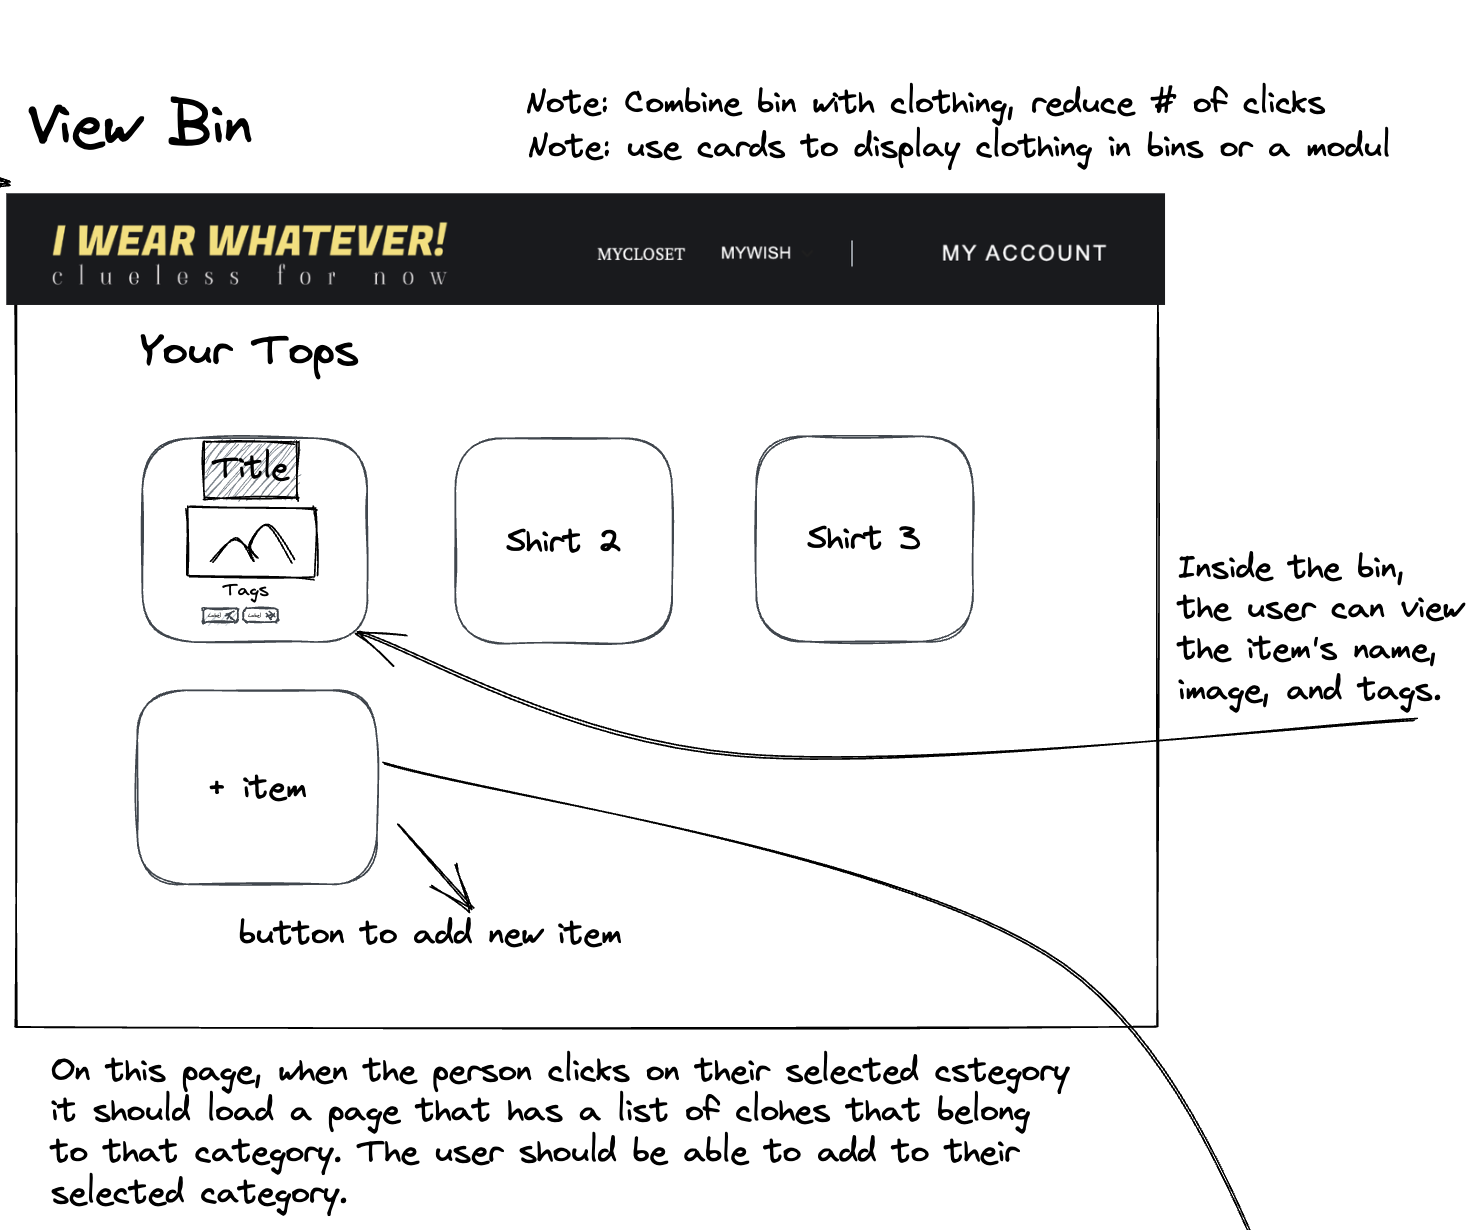 View Bin
Note: Combine bin with clothing, reduce # of clicks
Note: use cards to display clothing in bins or a modul
I WEAR WHATEVER!
clueless for now
MYCLOSET
MYWISH
MY ACCOUNT
Your Tops
Title
Tags
Label
Label
Shirt 2
Shirt 3
Inside the bin,
the user can view
the item's name,
image, and tags.
+ item
button to add new item
On this page, when the person clicks on their selected cstegory
it should load a page that has a list of clohes that belong
to that category. The user should be able to add to their
selected category.